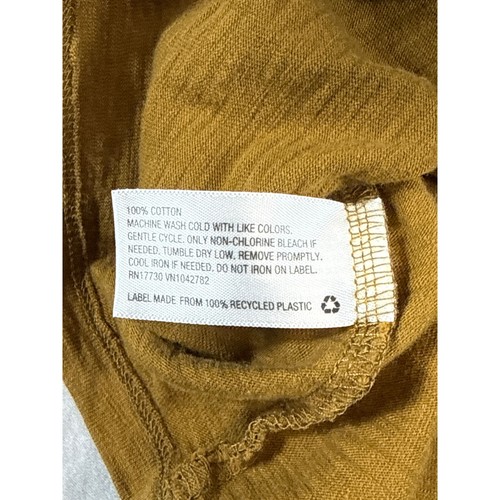 100% COTTON
MACHINE WASH COLD WITH LIKE COLORS.
GENTLE CYCLE. ONLY NON-CHLORINE BLEACH IF
NEEDED. TUMBLE DRY LOW. REMOVE PROMPTLY.
COOL IRON IF NEEDED. DO NOT IRON ON LABEL.
RN17730 VN1042782
LABEL MADE FROM 100% RECYCLED PLASTIC